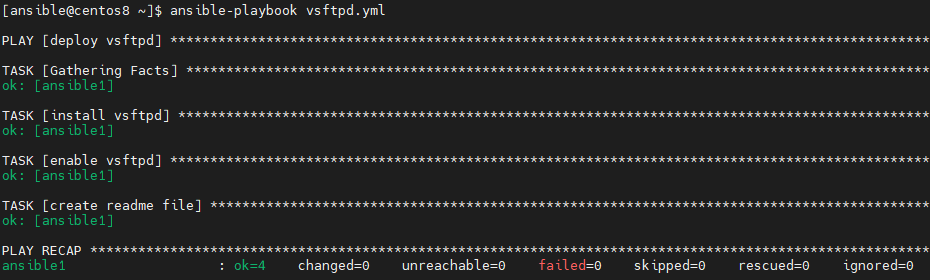 [ansible@centos8 ~]$ ansible-playbook vsftpd.yml
PLAY [deploy vsftpd] ***********************************************************************************************
TASK [Gathering Facts] *********************************************************************************************
ok: [ansible1]
TASK [install vsftpd] **********************************************************************************************
ok: [ansible1]
TASK [enable vsftpd] ***********************************************************************************************
ok: [ansible1]
TASK [create readme file] ******************************************************************************************
ok: [ansible1]
PLAY RECAP *********************************************************************************************************
ansible1                   : ok=4    changed=0    unreachable=0    failed=0    skipped=0    rescued=0    ignored=0